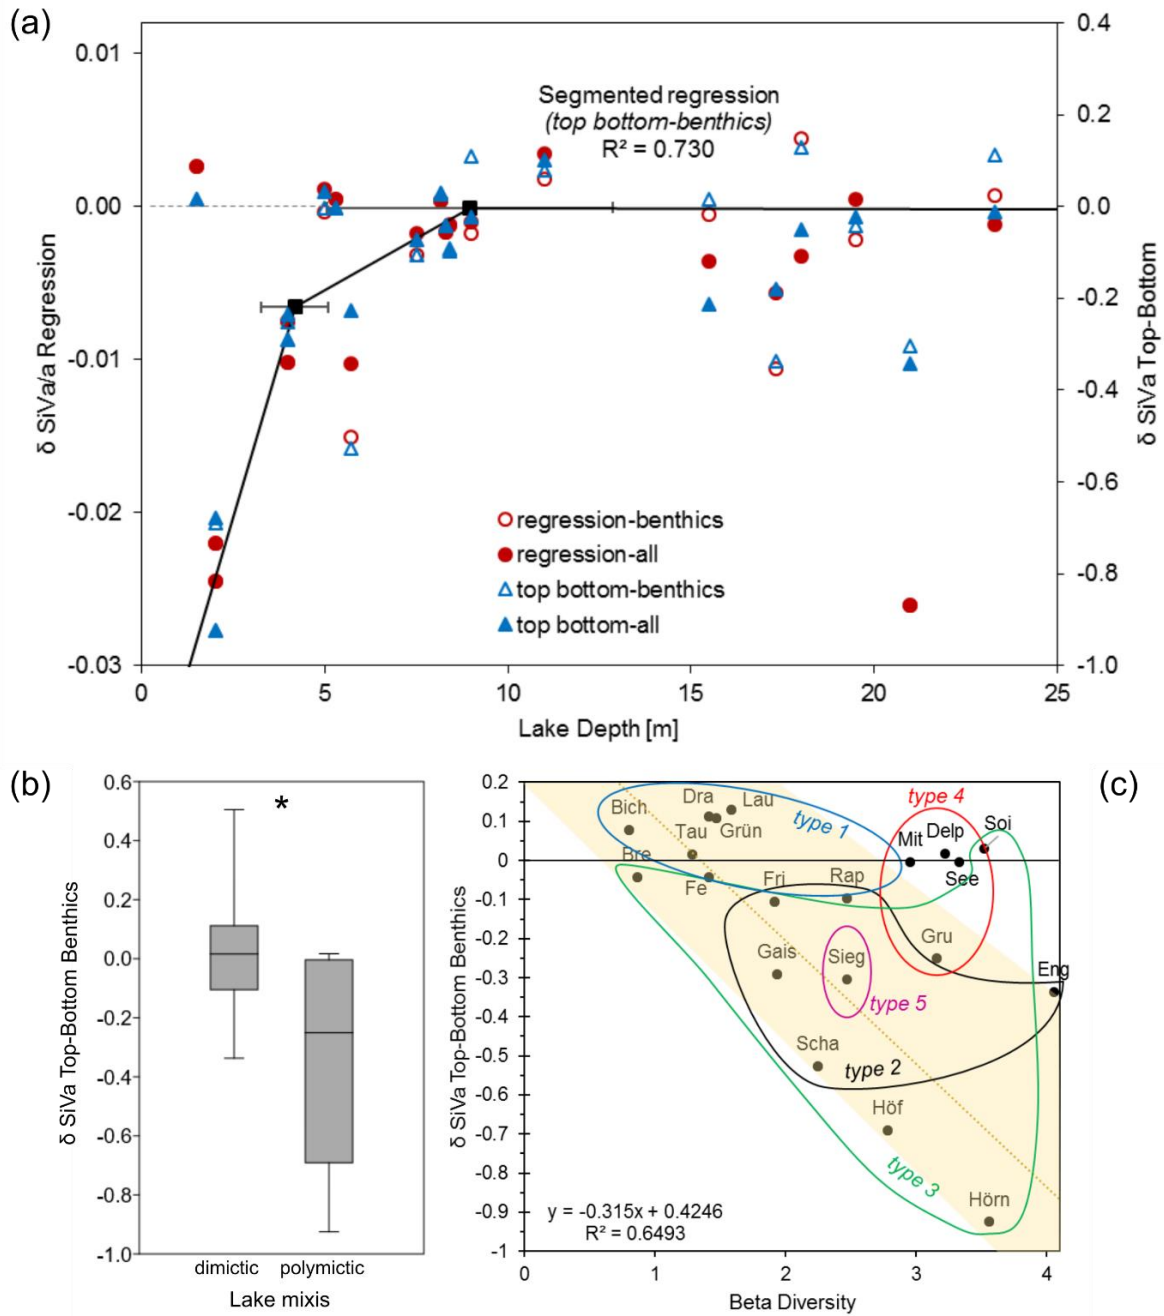 (a)
0.01
0.00
-0.01
-0.02
-0.03
δ SiVa/a Regression
0.4
0.2
0.0
-0.2
-0.4
-0.6
-0.8
-1.0
δ SiVa Top-Bottom
Segmented regression
(top bottom-benthics)
R² = 0.730
regression-benthics
regression-all
top bottom-benthics
top bottom-all
0 5 10 15 20 25
Lake Depth [m]
(b)
0.6
0.4
0.2
0.0
-0.2
-0.4
-0.6
-0.8
-1.0
δ SiVa Top-Bottom Benthics
*
dimictic polymictic
Lake mixis
(c)
0.2
0.1
0
-0.1
-0.2
-0.3
-0.4
-0.5
-0.6
-0.7
-0.8
-0.9
-1
δ SiVa Top-Bottom Benthics
Bich
Dra
Lau
Tau
Grün
type 1
type 4
Mit
Delp
Soi
See
Bre
Fe
Fri
Rap
Gais
Sieg
type 5
Gru
Eng
Scha
type 2
Höf
type 3
Hörn
y = -0.315x + 0.4246
R² = 0.6493
0 1 2 3 4
Beta Diversity